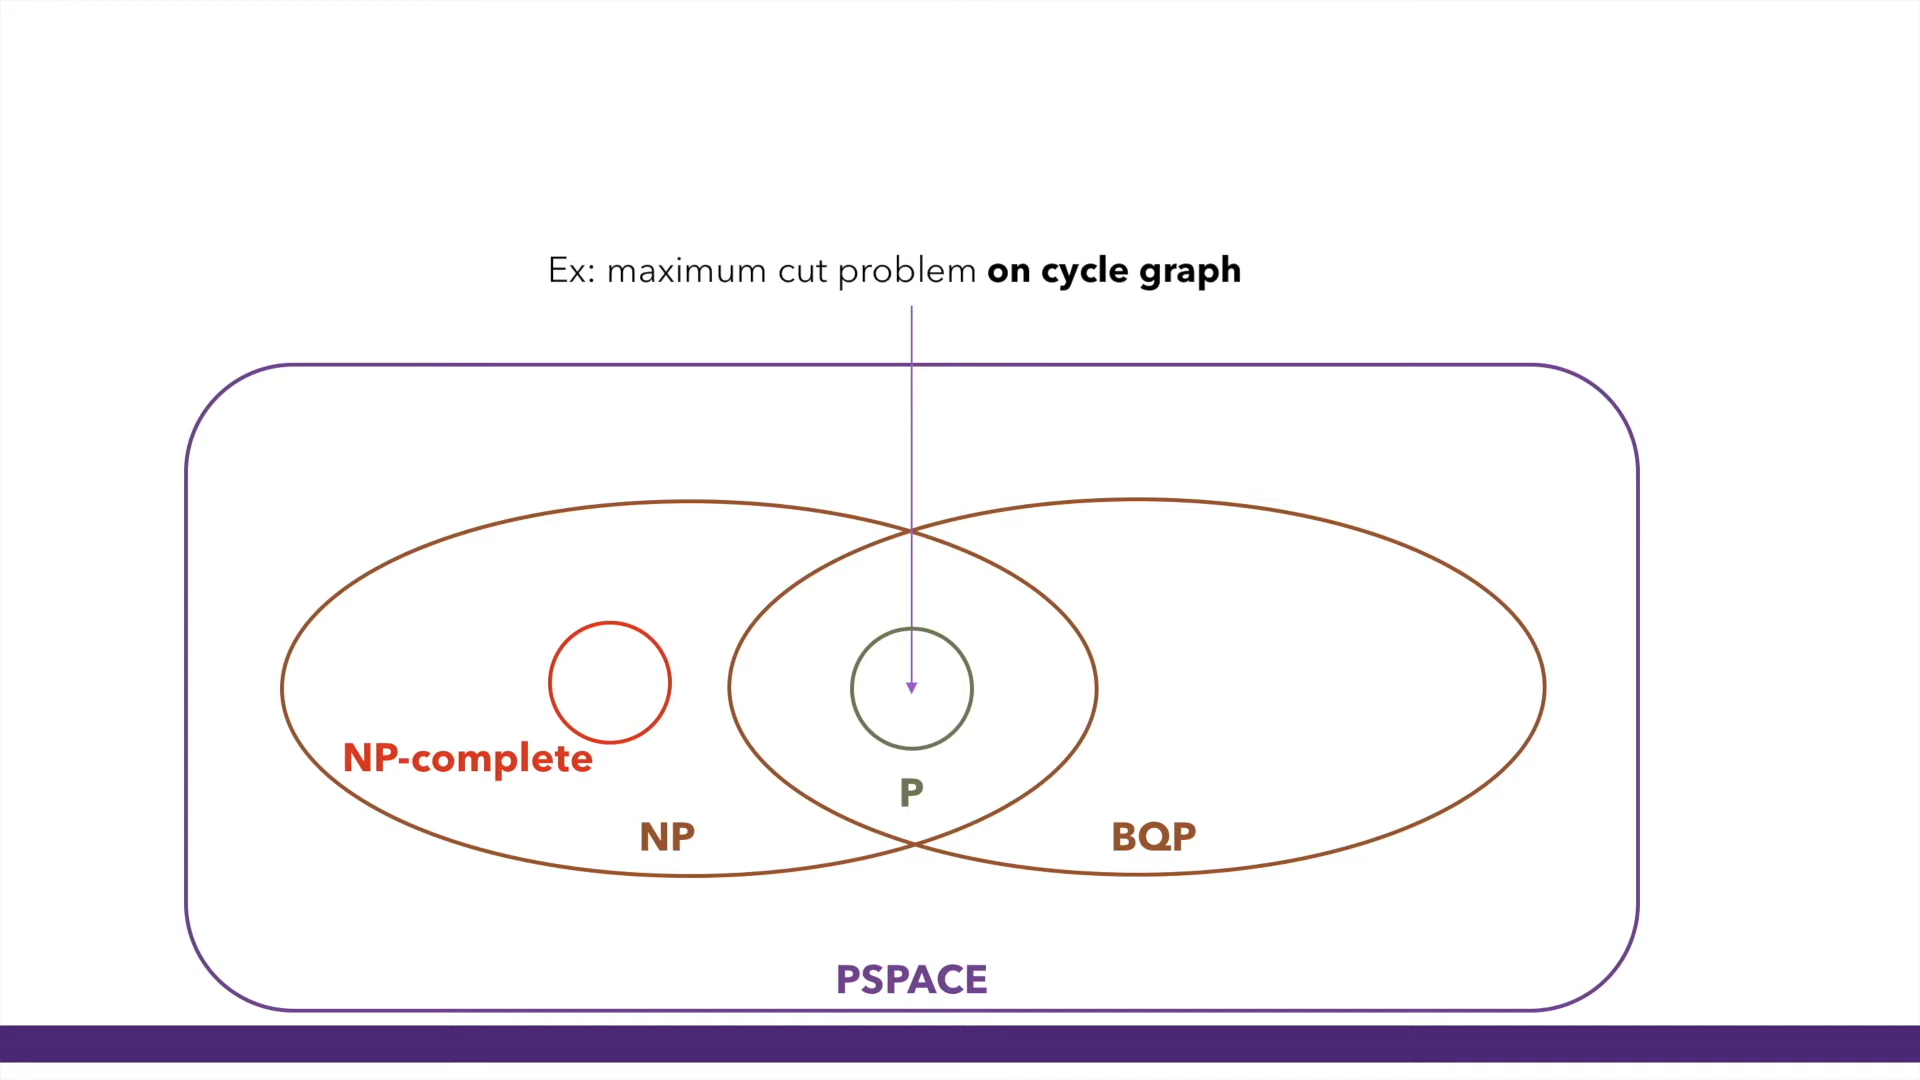 Ex: maximum cut problem on cycle graph
NP-complete
P
NP
BQP
PSPACE